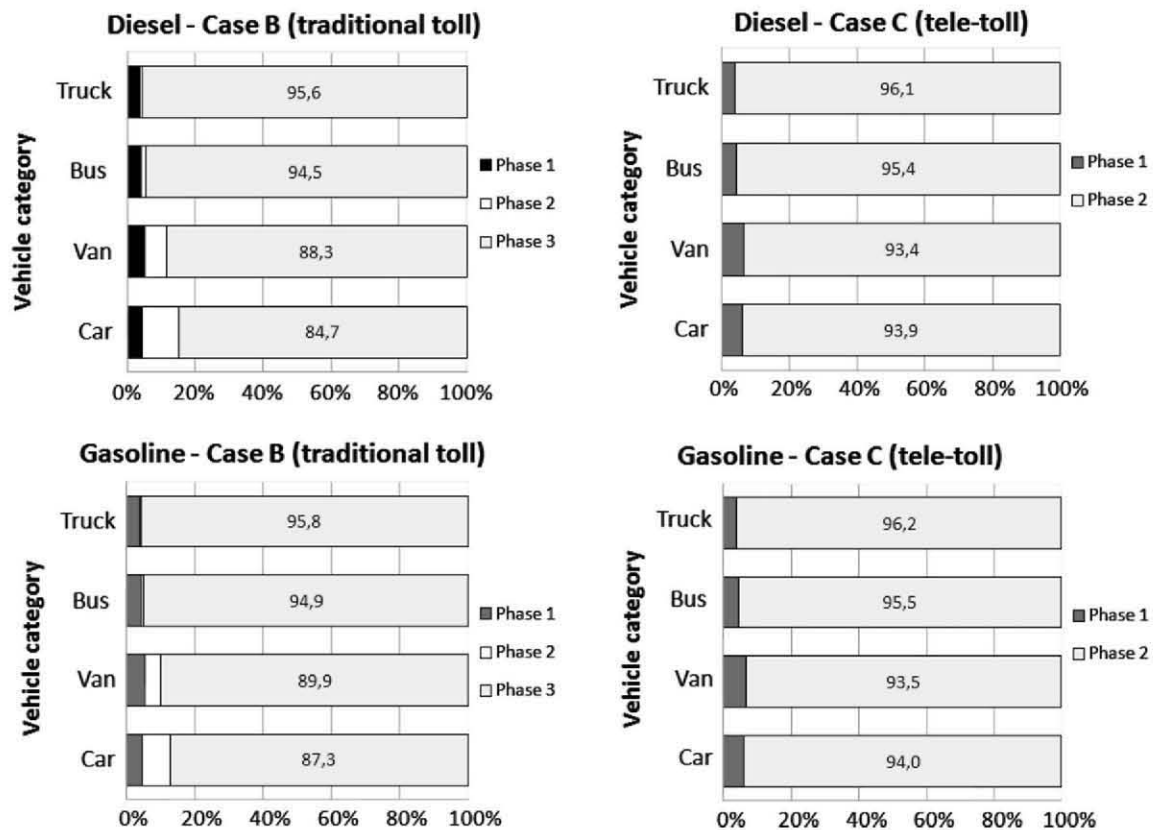 Diesel - Case B (traditional toll)
Vehicle category
Truck
95,6
Bus
94,5
Van
88,3
Car
84,7
0% 20% 40% 60% 80% 100%
Phase 1
Phase 2
Phase 3
Diesel - Case C (tele-toll)
Vehicle category
Truck
96,1
Bus
95,4
Van
93,4
Car
93,9
0% 20% 40% 60% 80% 100%
Phase 1
Phase 2
Gasoline - Case B (traditional toll)
Vehicle category
Truck
95,8
Bus
94,9
Van
89,9
Car
87,3
0% 20% 40% 60% 80% 100%
Phase 1
Phase 2
Phase 3
Gasoline - Case C (tele-toll)
Vehicle category
Truck
96,2
Bus
95,5
Van
93,5
Car
94,0
0% 20% 40% 60% 80% 100%
Phase 1
Phase 2